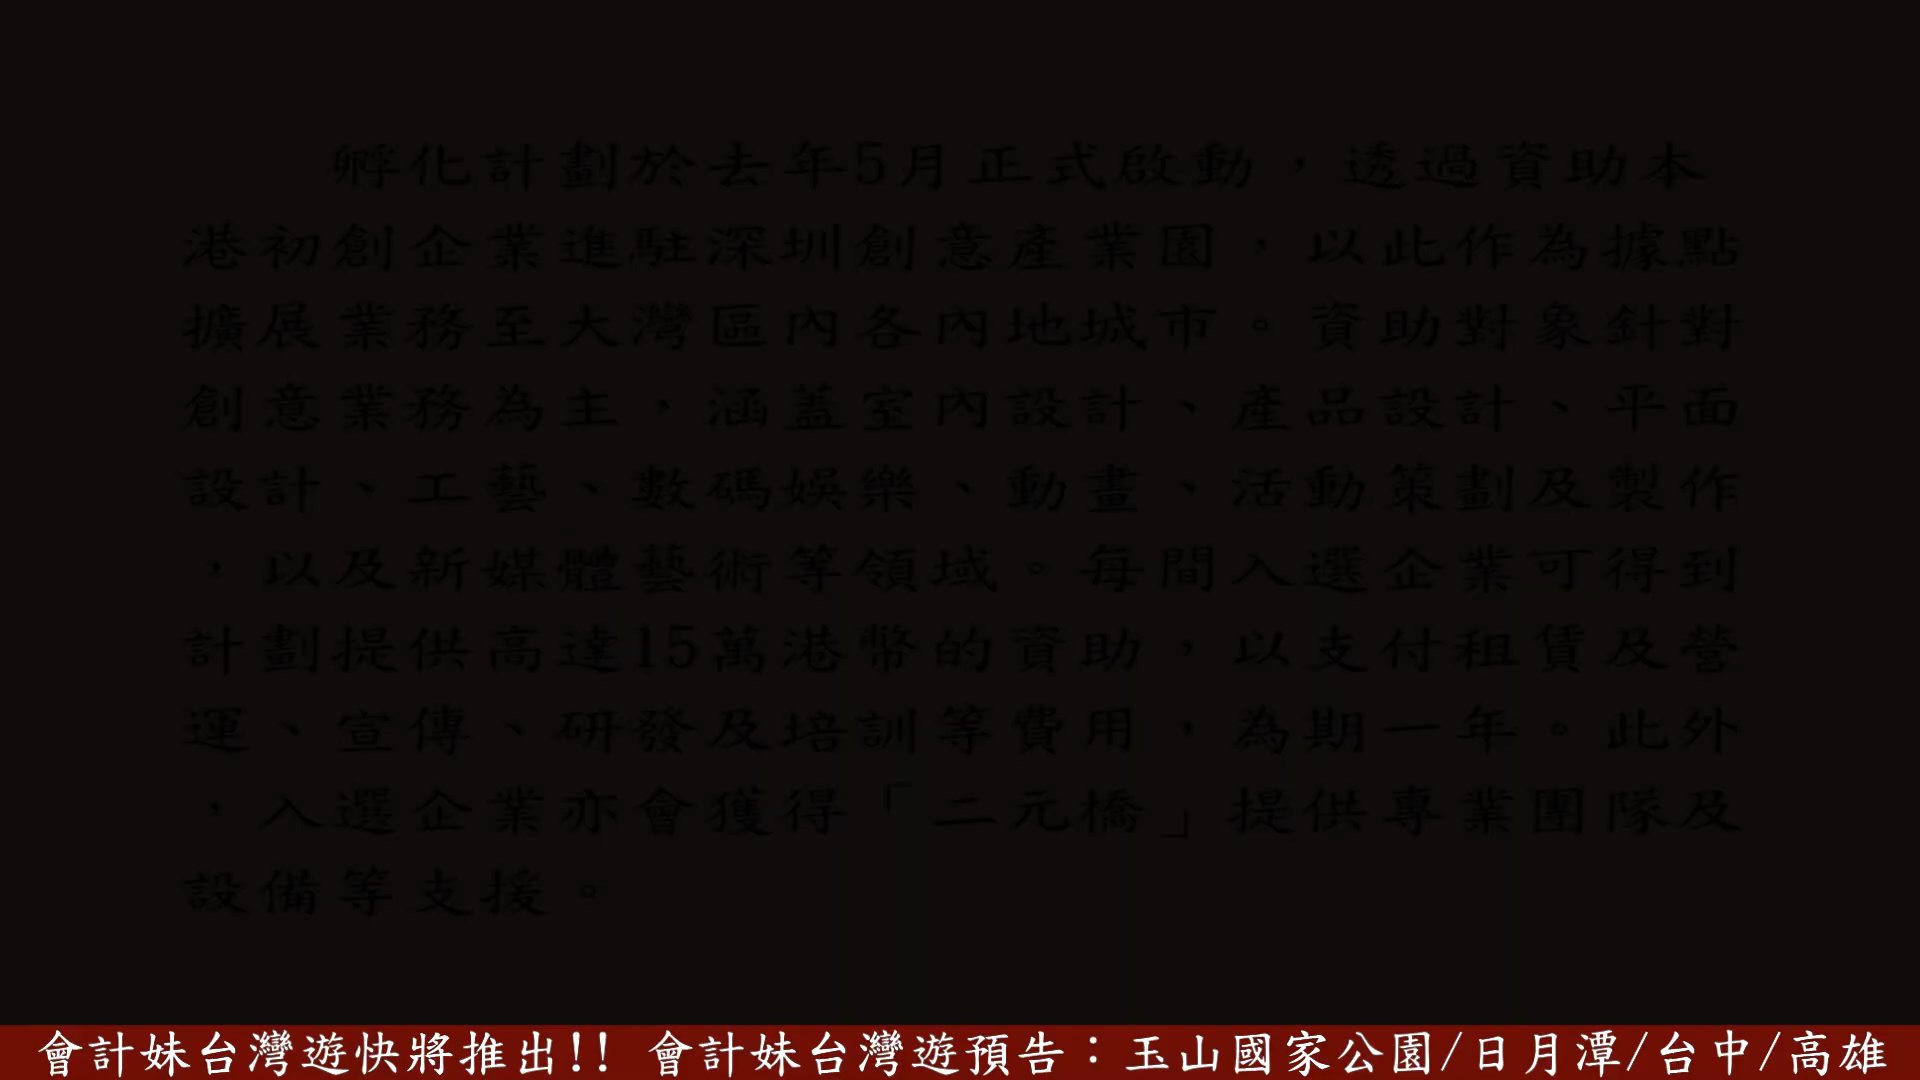 孵化計劃於去年5月正式啟動，透過資助本
港初創企業進駐深圳創意產業園，以此作為據點
擴展業務至大灣區內各內地城市。資助對象針對
創意業務為主，涵蓋室內設計、產品設計、平面
設計、工藝、數碼娛樂、動畫、活動策劃及製作
，以及新媒體藝術等領域。每間入選企業可得到
計劃提供高達15萬港幣的資助，以支付租賃及營
運、宣傳、研發及培訓等費用，為期一年。此外
，入選企業亦會獲得「二元橋」提供專業團隊及
設備等支援。
會計妹台灣遊快將推出!! 會計妹台灣遊預告：玉山國家公園/日月潭/台中/高雄